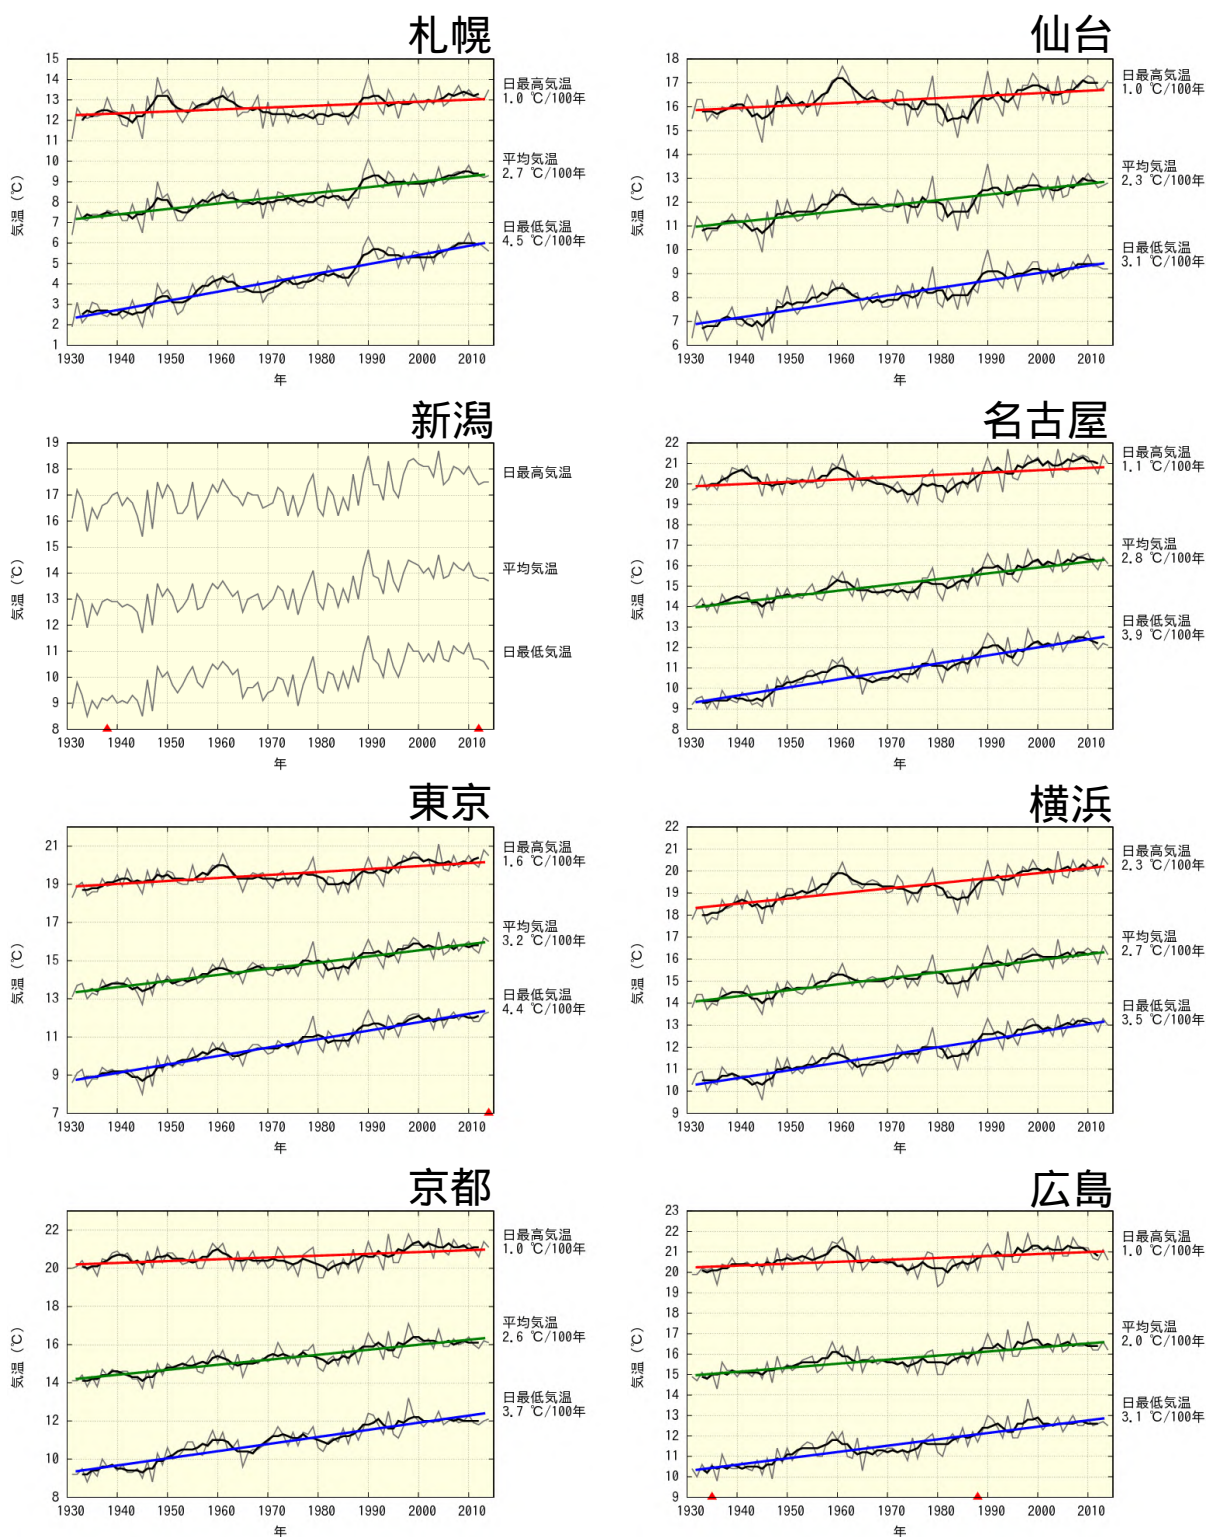 札幌
15
14
13
12
11
10
9
8
7
6
5
4
3
2
1
気温 (℃)
1930 1940 1950 1960 1970 1980 1990 2000 2010
年
日最高気温
1.0 ℃/100年
平均気温
2.7 ℃/100年
日最低気温
4.5 ℃/100年
仙台
18
17
16
15
14
13
12
11
10
9
8
7
6
気温 (℃)
1930 1940 1950 1960 1970 1980 1990 2000 2010
年
日最高気温
1.0 ℃/100年
平均気温
2.3 ℃/100年
日最低気温
3.1 ℃/100年
新潟
19
18
17
16
15
14
13
12
11
10
9
8
気温 (℃)
1930 1940 1950 1960 1970 1980 1990 2000 2010
年
日最高気温
平均気温
日最低気温
名古屋
22
21
20
19
18
17
16
15
14
13
12
11
10
9
8
気温 (℃)
1930 1940 1950 1960 1970 1980 1990 2000 2010
年
日最高気温
1.1 ℃/100年
平均気温
2.8 ℃/100年
日最低気温
3.9 ℃/100年
東京
21
19
17
15
13
11
9
7
気温 (℃)
1930 1940 1950 1960 1970 1980 1990 2000 2010
年
日最高気温
1.6 ℃/100年
平均気温
3.2 ℃/100年
日最低気温
4.4 ℃/100年
横浜
22
21
20
19
18
17
16
15
14
13
12
11
10
9
気温 (℃)
1930 1940 1950 1960 1970 1980 1990 2000 2010
年
日最高気温
2.3 ℃/100年
平均気温
2.7 ℃/100年
日最低気温
3.5 ℃/100年
京都
22
20
18
16
14
12
10
8
気温 (℃)
1930 1940 1950 1960 1970 1980 1990 2000 2010
年
日最高気温
1.0 ℃/100年
平均気温
2.6 ℃/100年
日最低気温
3.7 ℃/100年
広島
23
22
21
20
19
18
17
16
15
14
13
12
11
10
9
気温 (℃)
1930 1940 1950 1960 1970 1980 1990 2000 2010
年
日最高気温
1.0 ℃/100年
平均気温
2.0 ℃/100年
日最低気温
3.1 ℃/100年